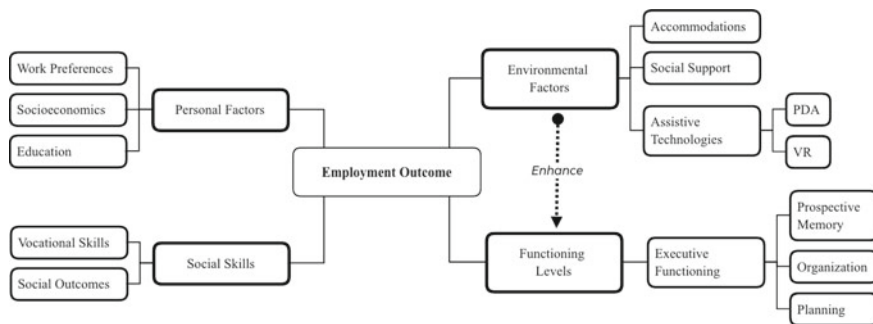 Work Preferences
Socioeconomics
Education
Personal Factors
Vocational Skills
Social Outcomes
Social Skills
Employment Outcome
Environmental
Factors
Accommodations
Social Support
Assistive
Technologies
PDA
VR
Enhance
Functioning
Levels
Executive
Functioning
Prospective
Memory
Organization
Planning